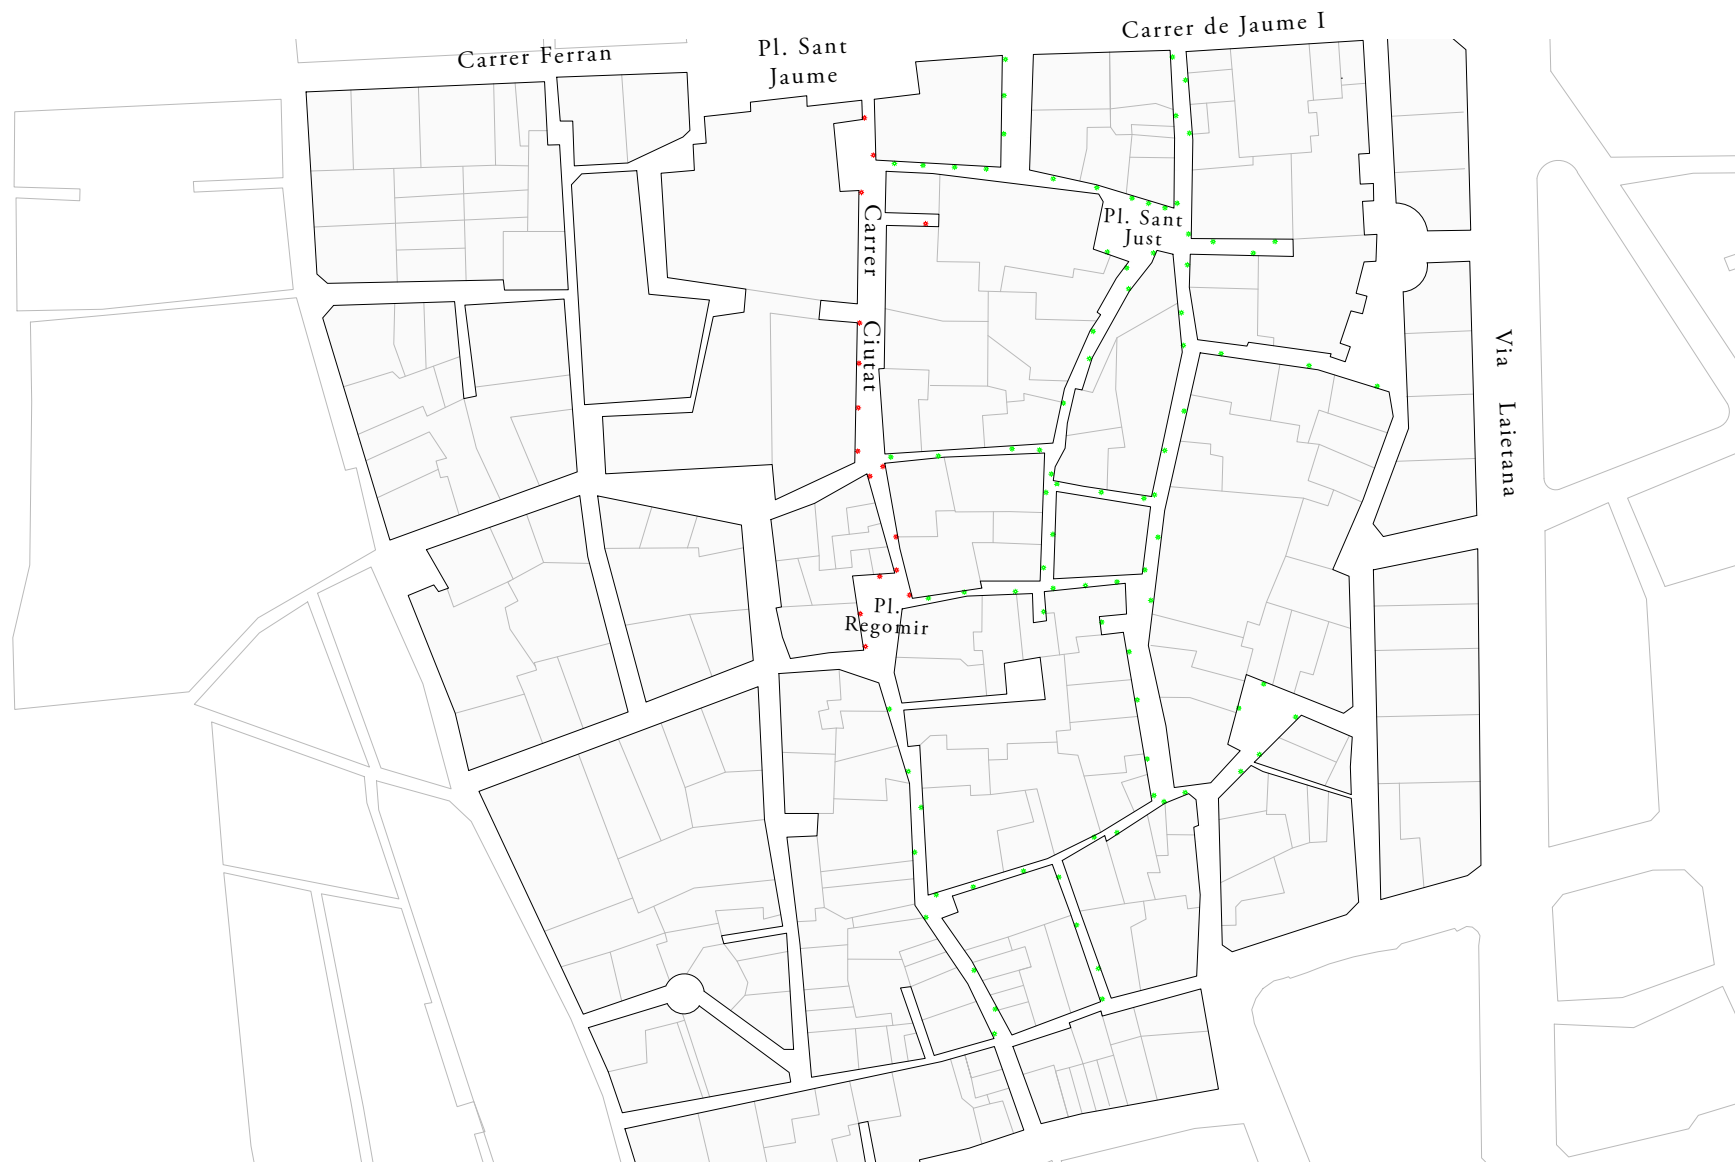 Carrer de Jaume I
Carrer Ferran
Pl. Sant
Jaume
Carrer
Ciutat
Pl. Sant
Just
Via
Laietana
Pl.
Regomir